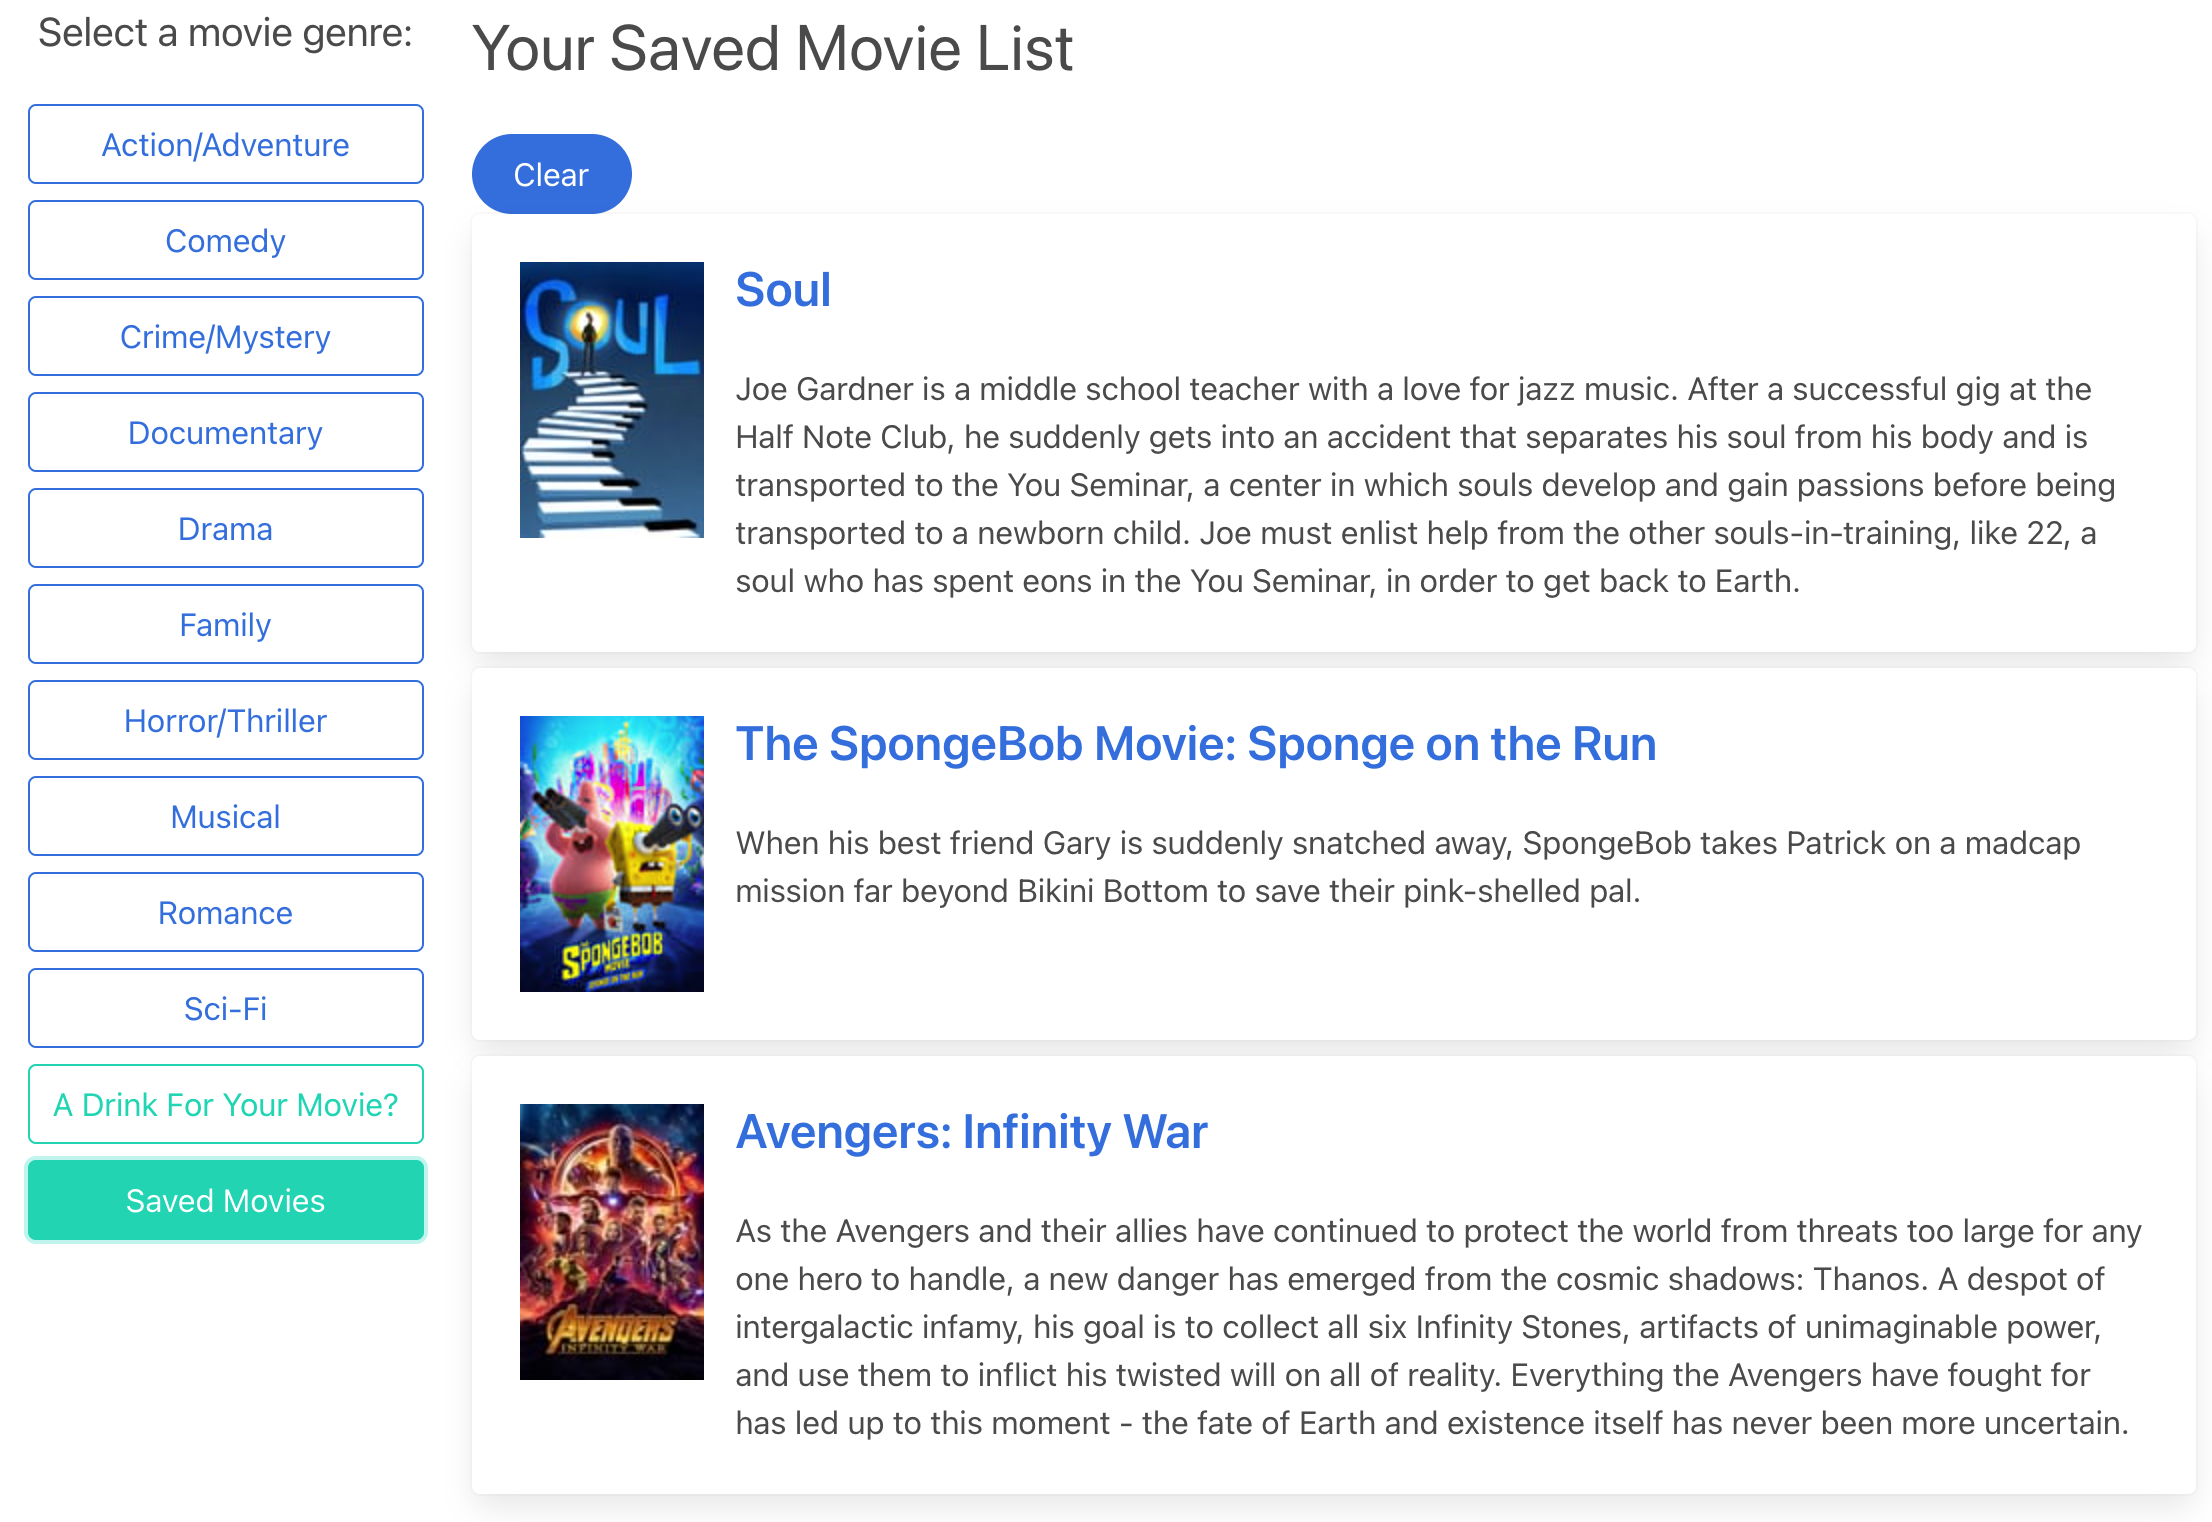 Select a movie genre:
Action/Adventure
Comedy
Crime/Mystery
Documentary
Drama
Family
Horror/Thriller
Musical
Romance
Sci-Fi
A Drink For Your Movie?
Saved Movies
Your Saved Movie List
Clear
SOUL
Soul
Joe Gardner is a middle school teacher with a love for jazz music. After a successful gig at the
Half Note Club, he suddenly gets into an accident that separates his soul from his body and is
transported to the You Seminar, a center in which souls develop and gain passions before being
transported to a newborn child. Joe must enlist help from the other souls-in-training, like 22, a
soul who has spent eons in the You Seminar, in order to get back to Earth.
THE
SPONGEBOB
MOVIE
SPONGE ON THE RUN
The SpongeBob Movie: Sponge on the Run
When his best friend Gary is suddenly snatched away, SpongeBob takes Patrick on a madcap
mission far beyond Bikini Bottom to save their pink-shelled pal.
AVENGERS
INFINITY WAR
Avengers: Infinity War
As the Avengers and their allies have continued to protect the world from threats too large for any
one hero to handle, a new danger has emerged from the cosmic shadows: Thanos. A despot of
intergalactic infamy, his goal is to collect all six Infinity Stones, artifacts of unimaginable power,
and use them to inflict his twisted will on all of reality. Everything the Avengers have fought for
has led up to this moment - the fate of Earth and existence itself has never been more uncertain.